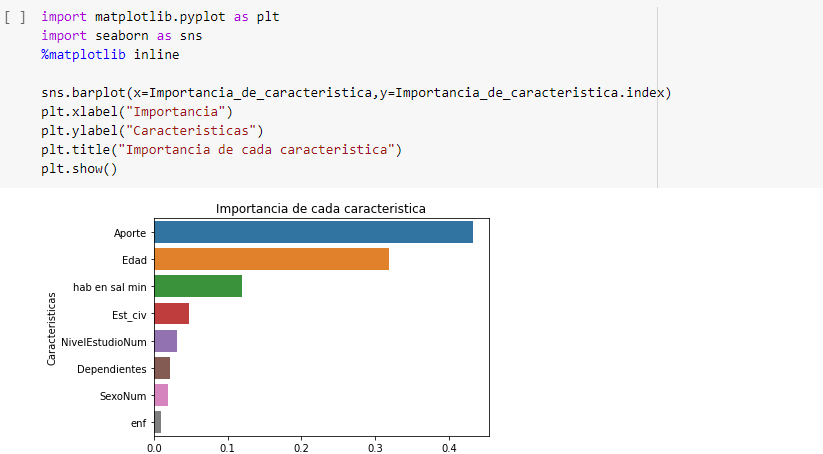 [ ] import matplotlib.pyplot as plt
import seaborn as sns
%matplotlib inline
sns.barplot(x=Importancia_de_caracteristica,y=Importancia_de_caracteristica.index)
plt.xlabel("Importancia")
plt.ylabel("Caracteristicas")
plt.title("Importancia de cada caracteristica")
plt.show()
Importancia de cada caracteristica
Caracteristicas
Aporte
Edad
hab en sal min
Est_civ
NivelEstudioNum
Dependientes
SexoNum
enf
0.0 0.1 0.2 0.3 0.4